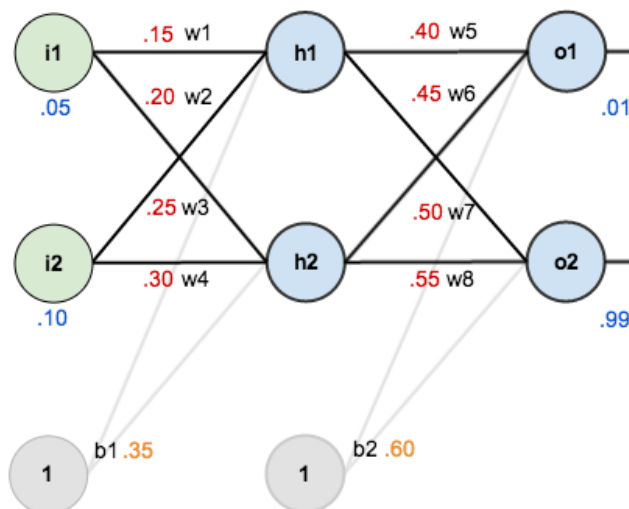 .15 w1
.40 w5
i1
h1
o1
.20 w2
.45 w6
.05
.01
.25 w3
.50 w7
i2
h2
o2
.30 w4
.55 w8
.10
.99
b1 .35
b2 .60
1
1